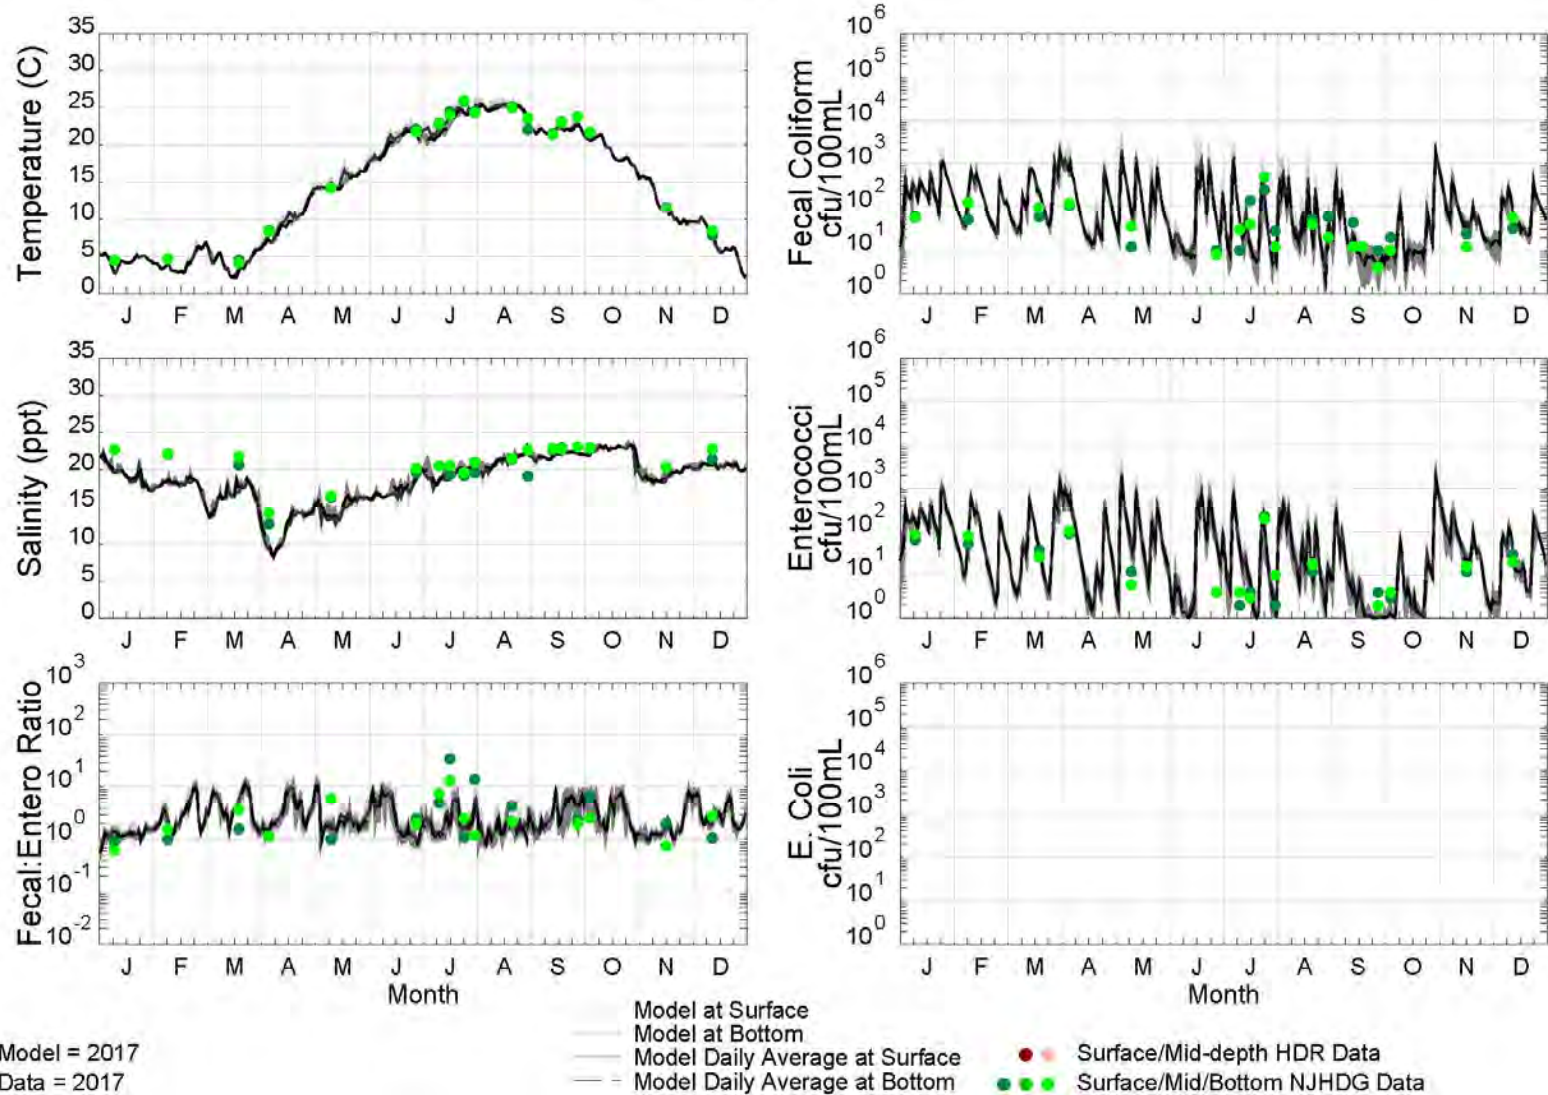 Temperature (C)
35
30
25
20
15
10
5
0
J F M A M J J A S O N D
Fecal Coliform
cfu/100mL
10^6
10^5
10^4
10^3
10^2
10^1
10^0
J F M A M J J A S O N D
Salinity (ppt)
35
30
25
20
15
10
5
0
J F M A M J J A S O N D
Enterococci
cfu/100mL
10^6
10^5
10^4
10^3
10^2
10^1
10^0
J F M A M J J A S O N D
Fecal:Entero Ratio
10^3
10^2
10^1
10^0
10^-1
10^-2
J F M A M J J A S O N D
Month
E. Coli
cfu/100mL
10^6
10^5
10^4
10^3
10^2
10^1
10^0
J F M A M J J A S O N D
Month
Model at Surface
Model at Bottom
Model Daily Average at Surface
Model Daily Average at Bottom
Surface/Mid-depth HDR Data
Surface/Mid/Bottom NJHDG Data
Model = 2017
Data = 2017